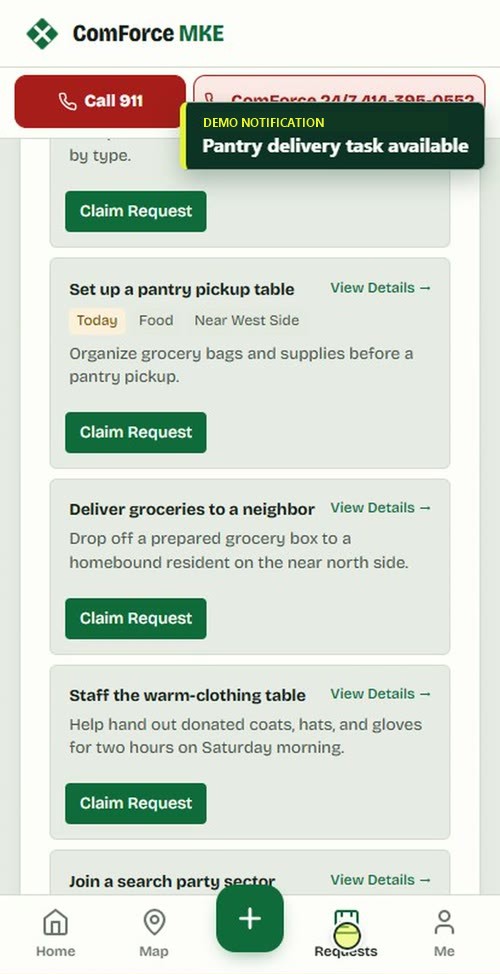 ComForce MKE
Call 911
ComForce 24/7 414-395-0552
DEMO NOTIFICATION
Pantry delivery task available
by type.
Claim Request
Set up a pantry pickup table
View Details →
Today Food Near West Side
Organize grocery bags and supplies before a
pantry pickup.
Claim Request
Deliver groceries to a neighbor
View Details →
Drop off a prepared grocery box to a
homebound resident on the near north side.
Claim Request
Staff the warm-clothing table
View Details →
Help hand out donated coats, hats, and gloves
for two hours on Saturday morning.
Claim Request
Join a search party sector
View Details →
Home
Map
Requests
Me